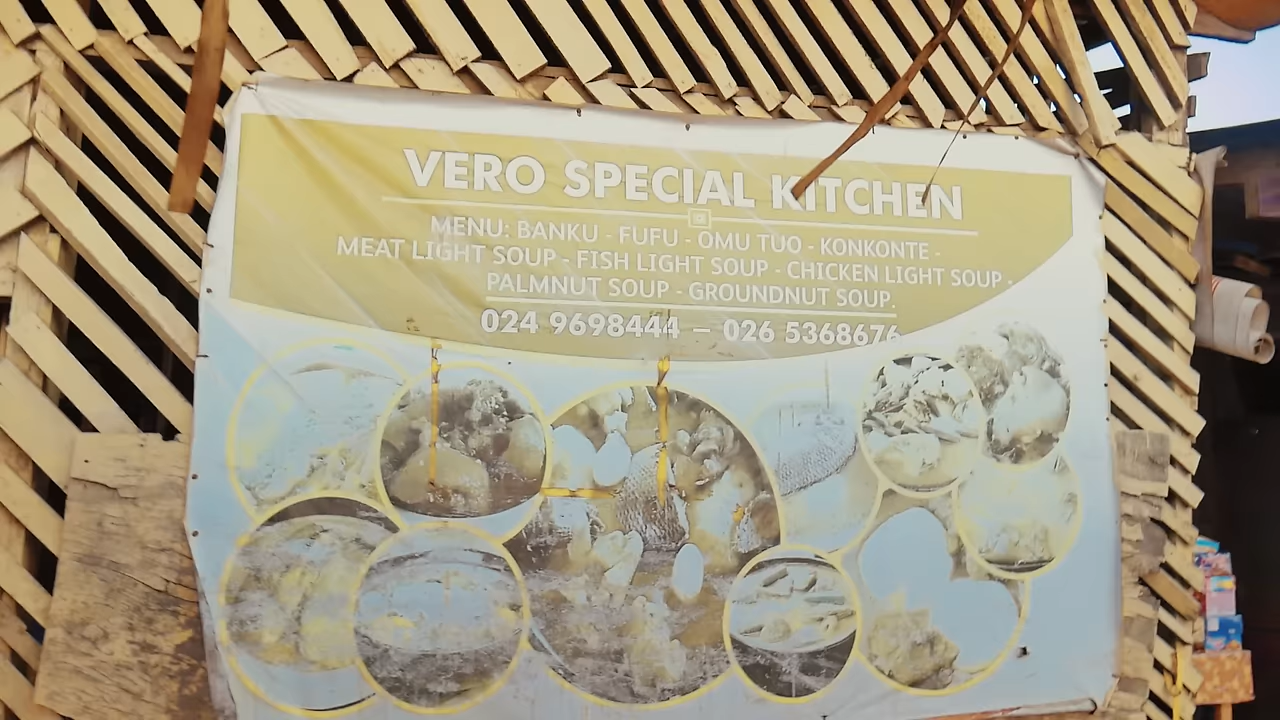 VERO SPECIAL KITCHEN
MENU: BANKU - FUFU - OMU TUO - KONKONTE -
MEAT LIGHT SOUP - FISH LIGHT SOUP - CHICKEN LIGHT SOUP -
PALMNUT SOUP - GROUNDNUT SOUP.
024 9698444 – 026 5368676